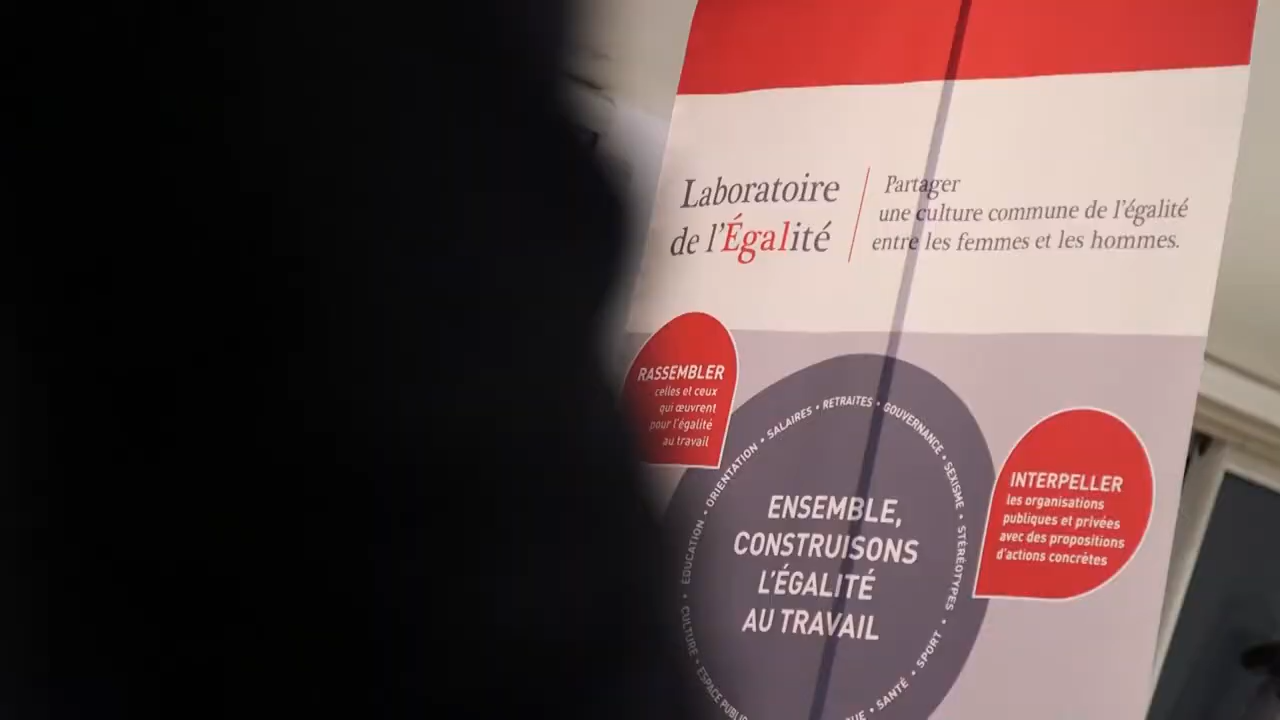 Laboratoire
de l'Égalité
Partager
une culture commune de l'égalité
entre les femmes et les hommes.
RASSEMBLER
celles et ceux
qui œuvrent
pour l'égalité
au travail
CULTURE • EDUCATION • ORIENTATION • SALAIRES • RETRAITES • GOUVERNANCE • SEXISME • STÉRÉOTYPES • SPORT • SANTÉ •
• ESPACE
ENSEMBLE,
CONSTRUISONS
L'ÉGALITÉ
AU TRAVAIL
INTERPELLER
les organisations
publiques et privées
avec des propositions
d'actions concrètes